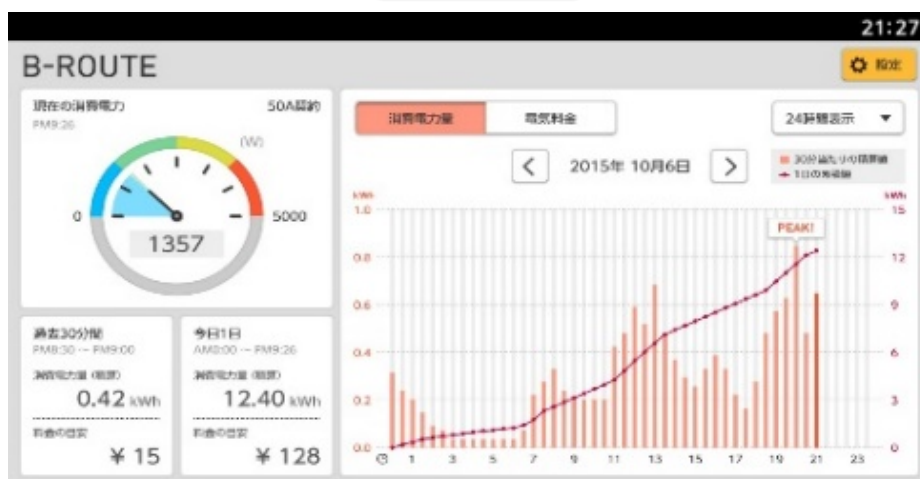 21:27
B-ROUTE
設定
現在の消費電力
50A契約
PM9:26
(W)
0
5000
1357
過去30分間
PM8:30 ~ PM9:00
消費電力量 (積算)
0.42 kWh
料金の目安
¥ 15
今日1日
AM0:00 ~ PM9:26
消費電力量 (積算)
12.40 kWh
料金の目安
¥ 128
消費電力量
電気料金
24時間表示
2015年 10月6日
30分当たりの積算値
1日の累積値
kWh
kWh
1.0
0.8
0.6
0.4
0.2
0.0
PEAK!
15
12
9
6
3
0
1 3 5 7 9 11 13 15 17 19 21 23